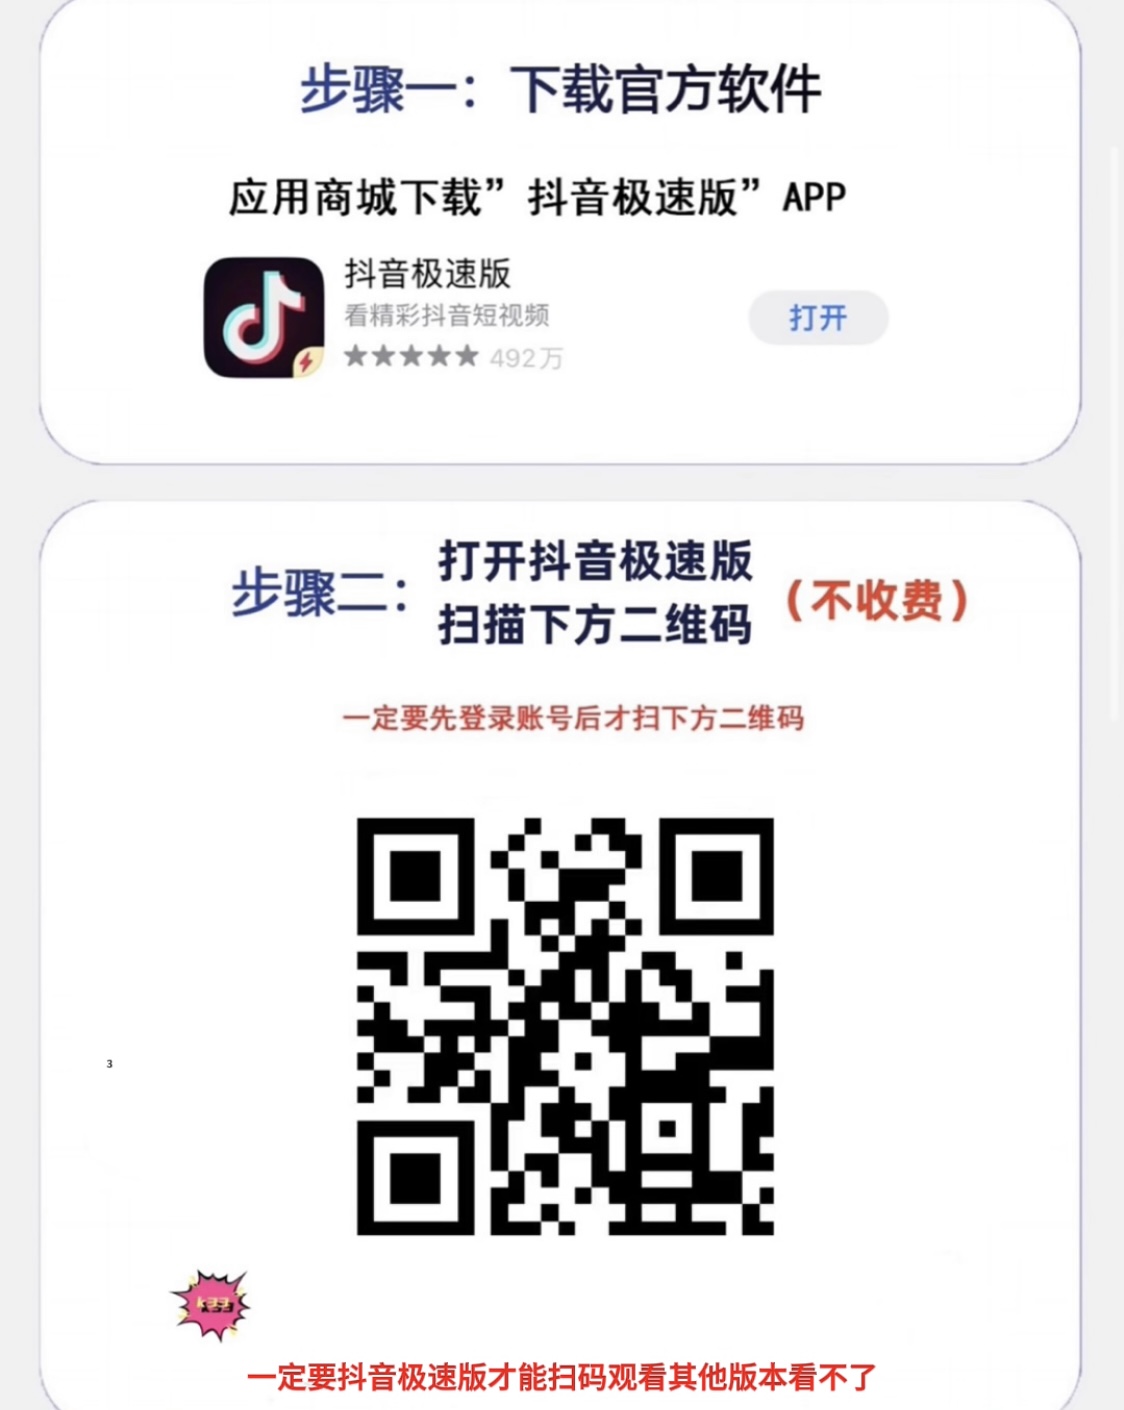 步骤一：下载官方软件
应用商城下载”抖音极速版”APP
抖音极速版
看精彩抖音短视频
492万
打开
步骤二：
打开抖音极速版
扫描下方二维码
（不收费）
一定要先登录账号后才扫下方二维码
3
k33
一定要抖音极速版才能扫码观看其他版本看不了